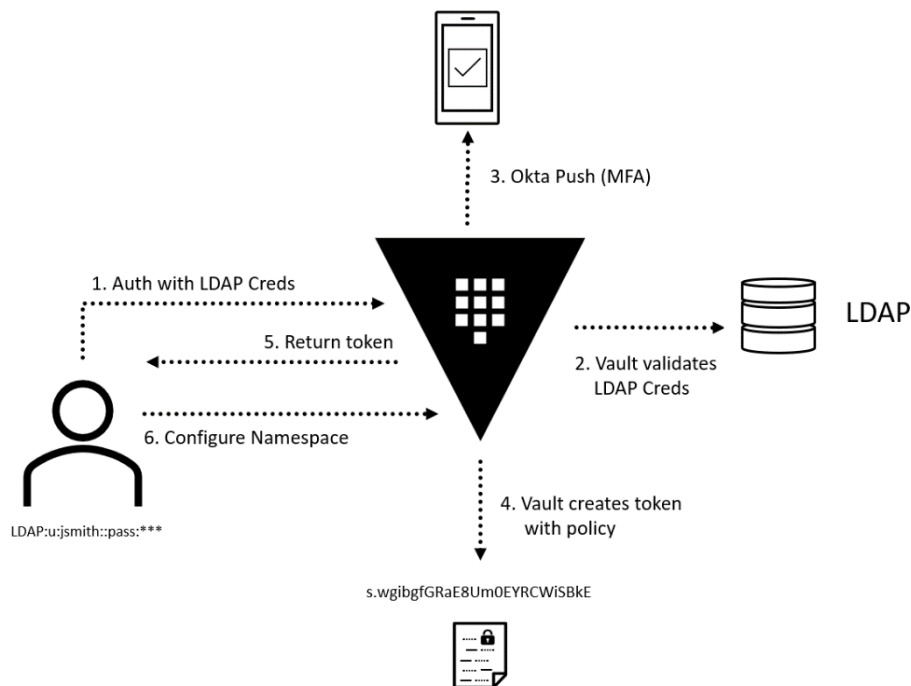 3. Okta Push (MFA)
1. Auth with LDAP Creds
5. Return token
LDAP
2. Vault validates
LDAP Creds
6. Configure Namespace
LDAP:u:jsmith::pass:***
4. Vault creates token
with policy
s.wgibgfGRaE8Um0EYRCWiSBkE